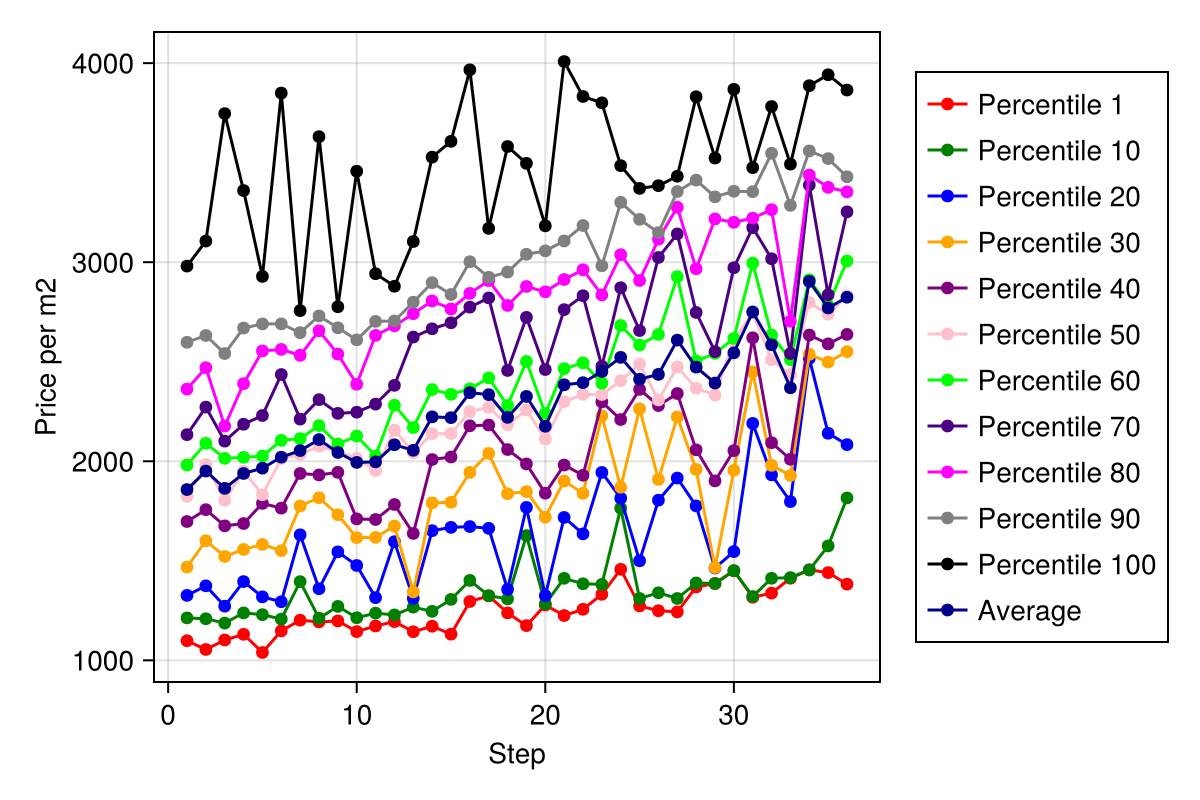 4000
3000
2000
1000
Price per m2
0 10 20 30
Step
Percentile 1
Percentile 10
Percentile 20
Percentile 30
Percentile 40
Percentile 50
Percentile 60
Percentile 70
Percentile 80
Percentile 90
Percentile 100
Average